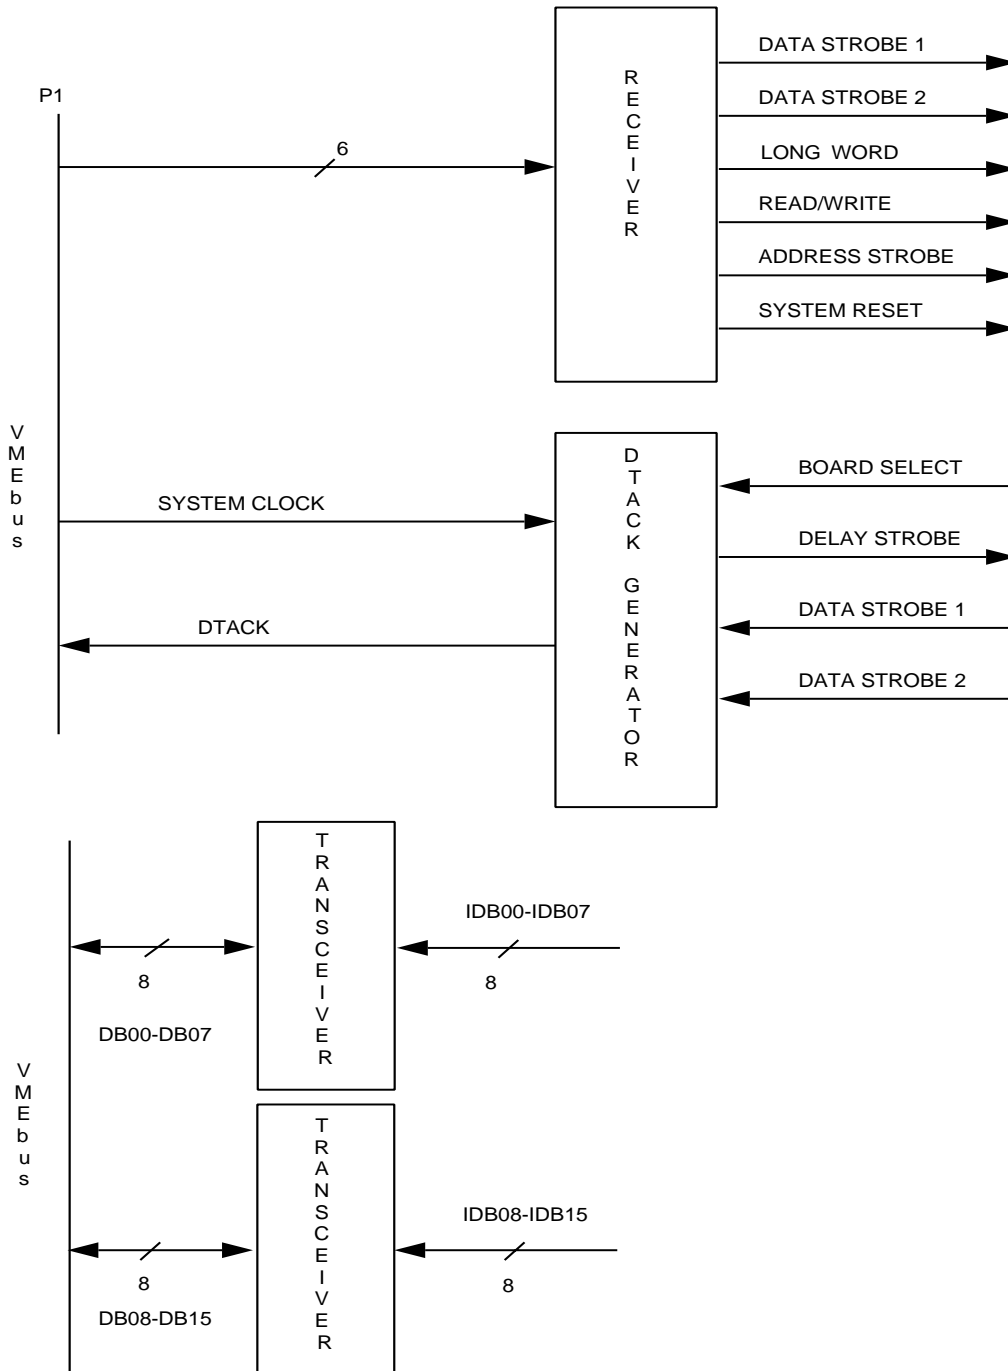 P1
6
RECEIVER
DATA STROBE 1
DATA STROBE 2
LONG WORD
READ/WRITE
ADDRESS STROBE
SYSTEM RESET
VMEbus
SYSTEM CLOCK
DTACK
DTACK GENERATOR
BOARD SELECT
DELAY STROBE
DATA STROBE 1
DATA STROBE 2
VMEbus
8
DB00-DB07
TRANSCEIVER
IDB00-IDB07
8
8
DB08-DB15
TRANSCEIVER
IDB08-IDB15
8